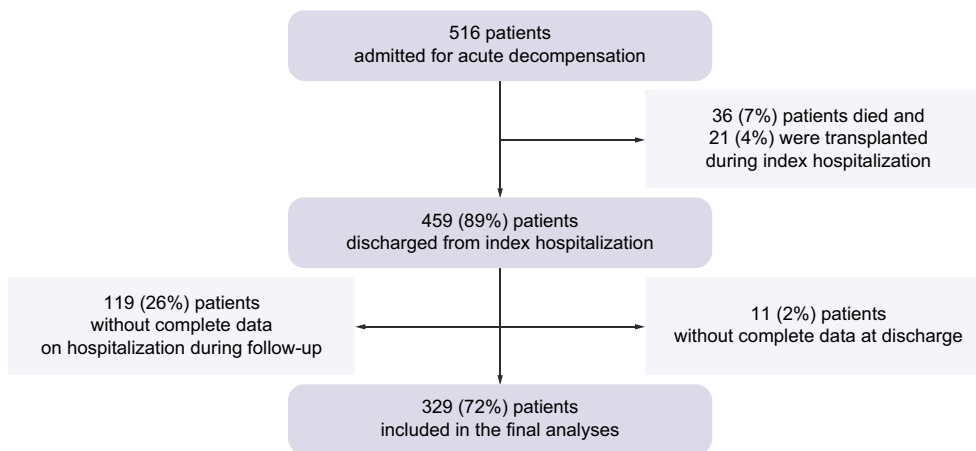 516 patients
admitted for acute decompensation
36 (7%) patients died and
21 (4%) were transplanted
during index hospitalization
459 (89%) patients
discharged from index hospitalization
119 (26%) patients
without complete data
on hospitalization during follow-up
11 (2%) patients
without complete data at discharge
329 (72%) patients
included in the final analyses